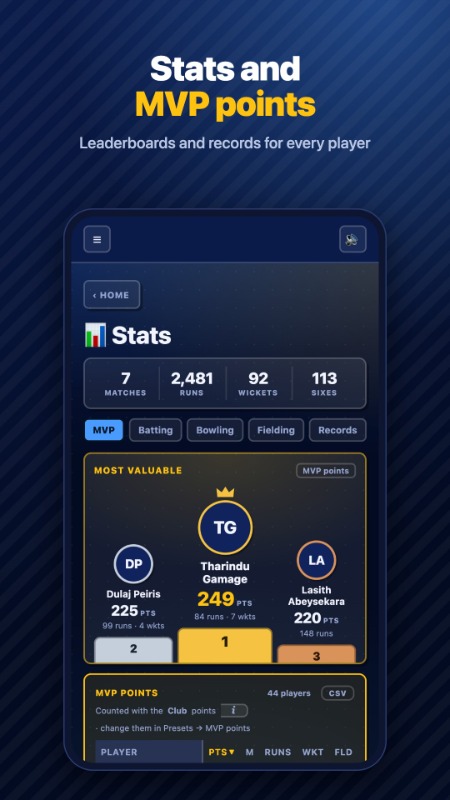 Stats and
MVP points
Leaderboards and records for every player
‹ HOME
Stats
7 2,481 92 113
MATCHES RUNS WICKETS SIXES
MVP Batting Bowling Fielding Records
MOST VALUABLE MVP points
TG
DP
LA
Tharindu
Gamage
249 PTS
84 runs · 7 wkts
Dulaj Peiris
225 PTS
99 runs · 4 wkts
Lasith
Abeysekara
220 PTS
148 runs
2
1
3
MVP POINTS 44 players CSV
Counted with the Club points i
· change them in Presets → MVP points
PLAYER PTS▼ M RUNS WKT FLD